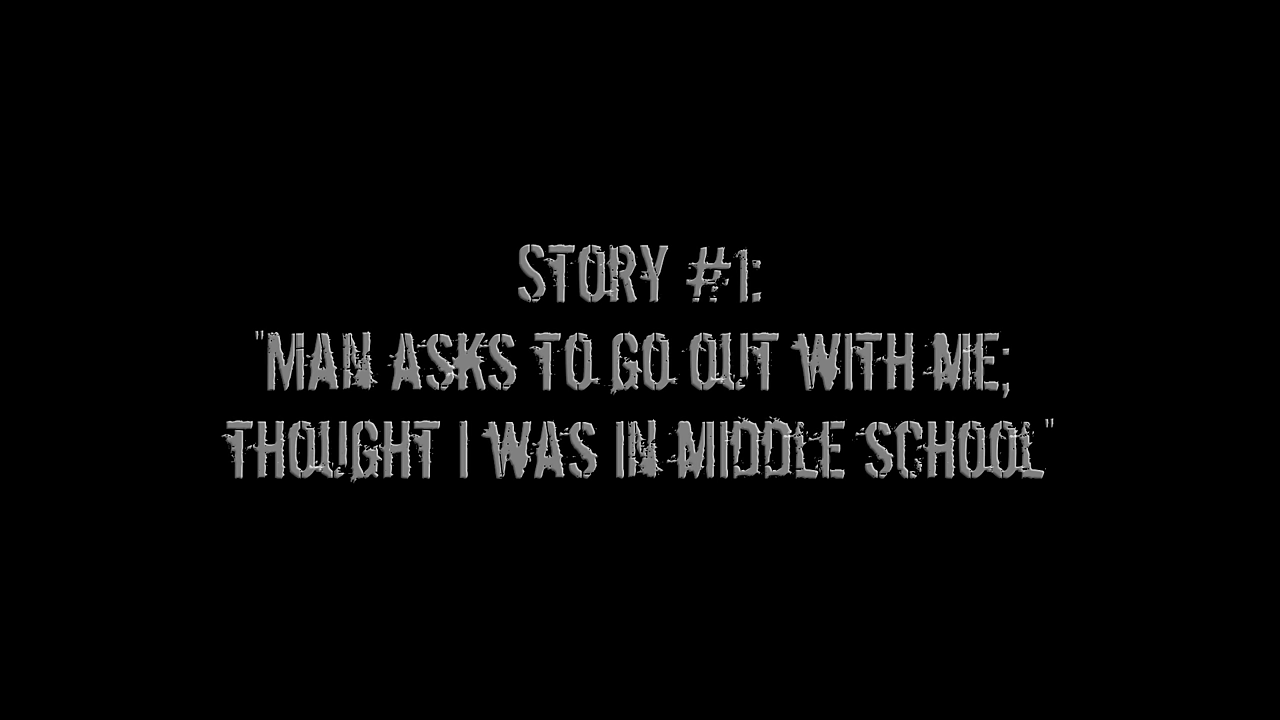 STORY #1:
"MAN ASKS TO GO OUT WITH ME;
THOUGHT I WAS IN MIDDLE SCHOOL"